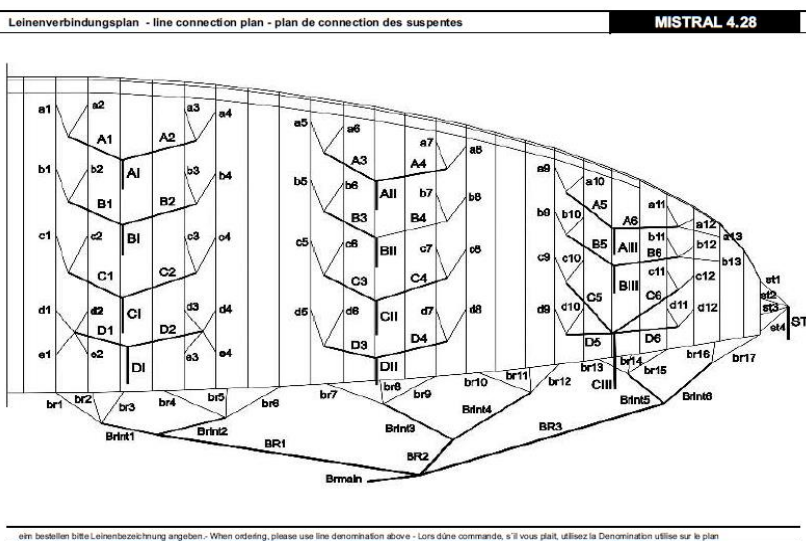 Leinenverbindungsplan - line connection plan - plan de connection des suspentes
MISTRAL 4.28
a1 a2 a3 a4
A1 A2
AI
b1 b2 b3 b4
B1 B2
BI
c1 c2 c3 c4
C1 C2
CI
d1 d2 d3 d4
D1 D2
e1 e2 e3 e4
DI
a5 a6 a7 a8
A3 A4
AII
b5 b6 b7 b8
B3 B4
BII
c5 c6 c7 c8
C3 C4
CII
d5 d6 d7 d8
D3 D4
DII
a9 a10 a11 a12 a13
A5 A6
AIII
b9 b10 b11 b12 b13
B5 B6
BIII
c9 c10 c11 c12
C5 C6
d9 d10 d11 d12
D5 D6
CIII
st1
st2
st3
st4
ST
br1 br2 br3 br4 br5 br6 br7 br8 br9 br10 br11 br12 br13 br14 br15 br16 br17
Brint1 Brint2 Brint3 Brint4 Brint5 Brint6
BR1 BR2 BR3
Brmain
eim bestellen bitte Leinenbezeichnung angeben.- When ordering, please use line denomination above - Lors dûne commande, s´il vous plait, utilisez la Denomination utilise sur le plan